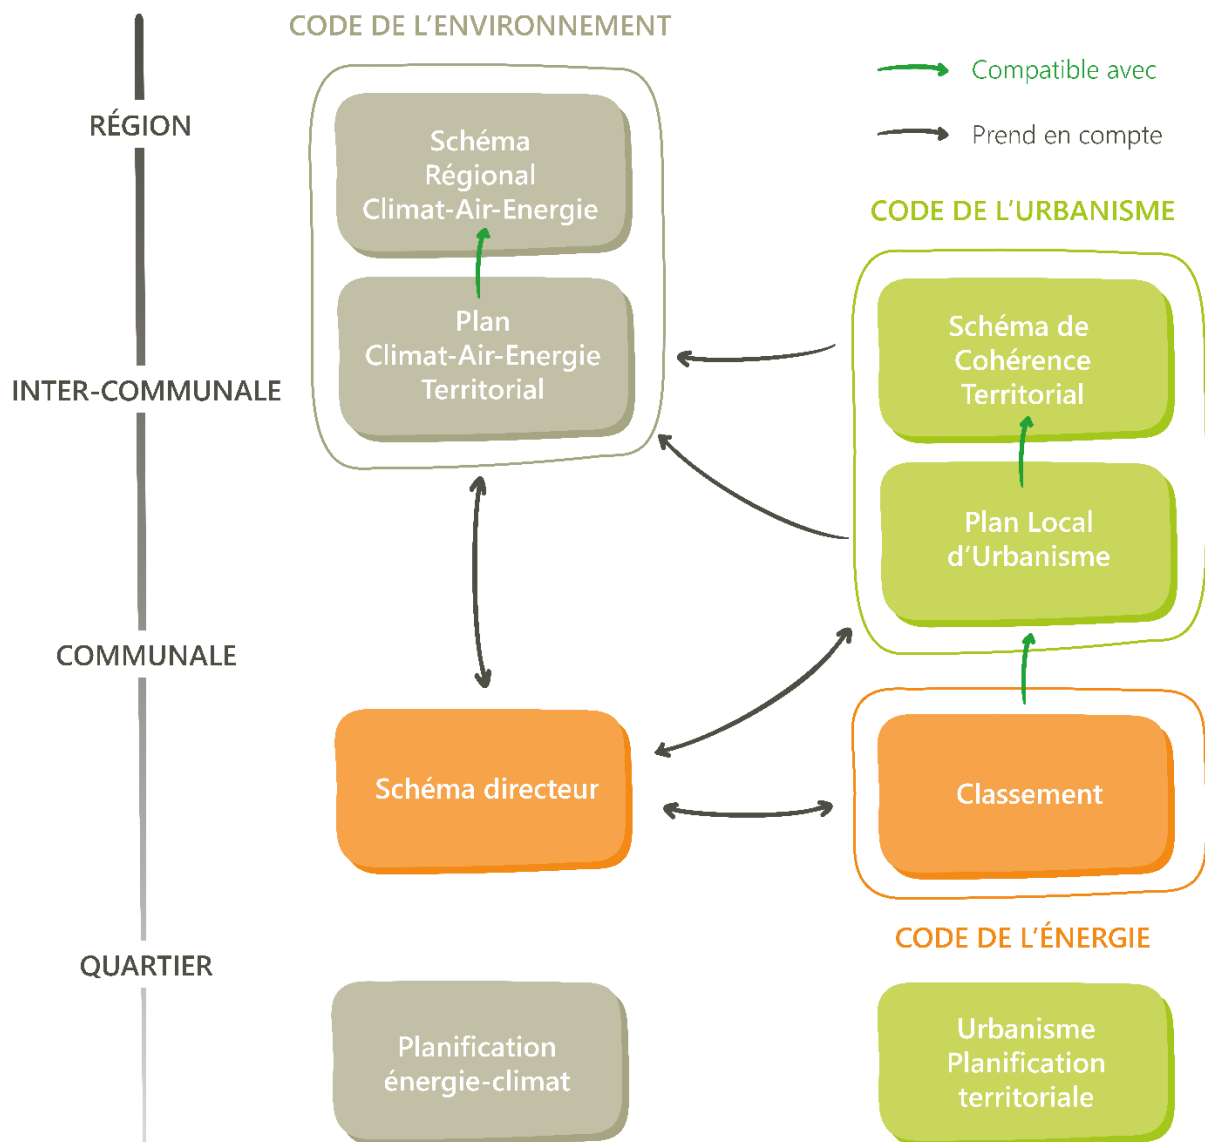 CODE DE L'ENVIRONNEMENT
Compatible avec
Prend en compte
RÉGION
Schéma
Régional
Climat-Air-Energie
CODE DE L'URBANISME
Plan
Climat-Air-Energie
Territorial
Schéma de
Cohérence
Territorial
INTER-COMMUNALE
Plan Local
d'Urbanisme
COMMUNALE
Schéma directeur
Classement
CODE DE L'ÉNERGIE
QUARTIER
Planification
énergie-climat
Urbanisme
Planification
territoriale